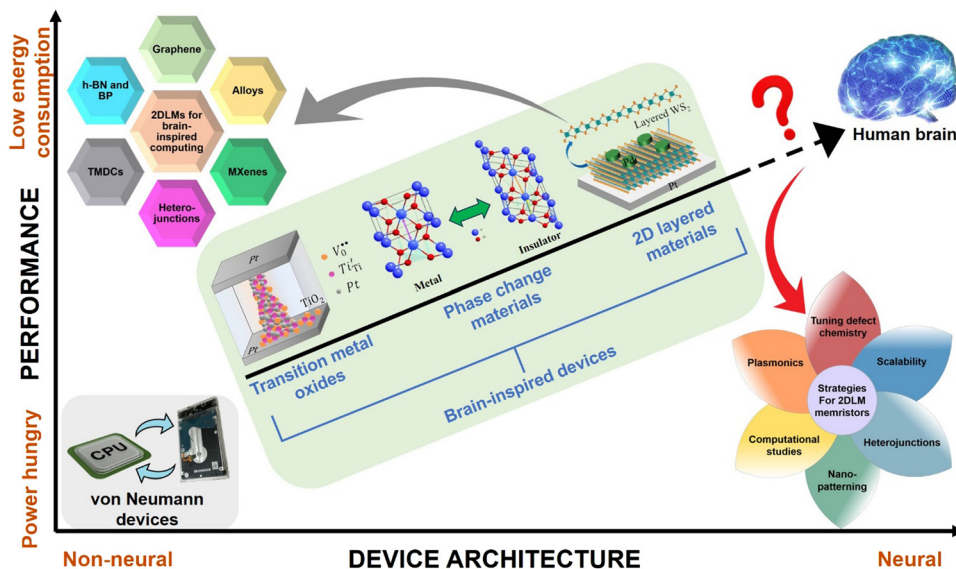 Low energy
consumption
PERFORMANCE
Power hungry
Graphene
h-BN and
BP
Alloys
2DLMs for
brain-
inspired
computing
TMDCs
MXenes
Hetero-
junctions
Layered WS₂
Pd
Pt
?
Human brain
Pt
V₀••
Ti′Ti
Pt
TiO₂
Pt
Metal
Insulator
Transition metal
oxides
Phase change
materials
2D layered
materials
Brain-inspired devices
CPU
von Neumann
devices
Tuning defect
chemistry
Plasmonics
Scalability
Strategies
For 2DLM
memristors
Computational
studies
Heterojunctions
Nano-
patterning
Non-neural
DEVICE ARCHITECTURE
Neural